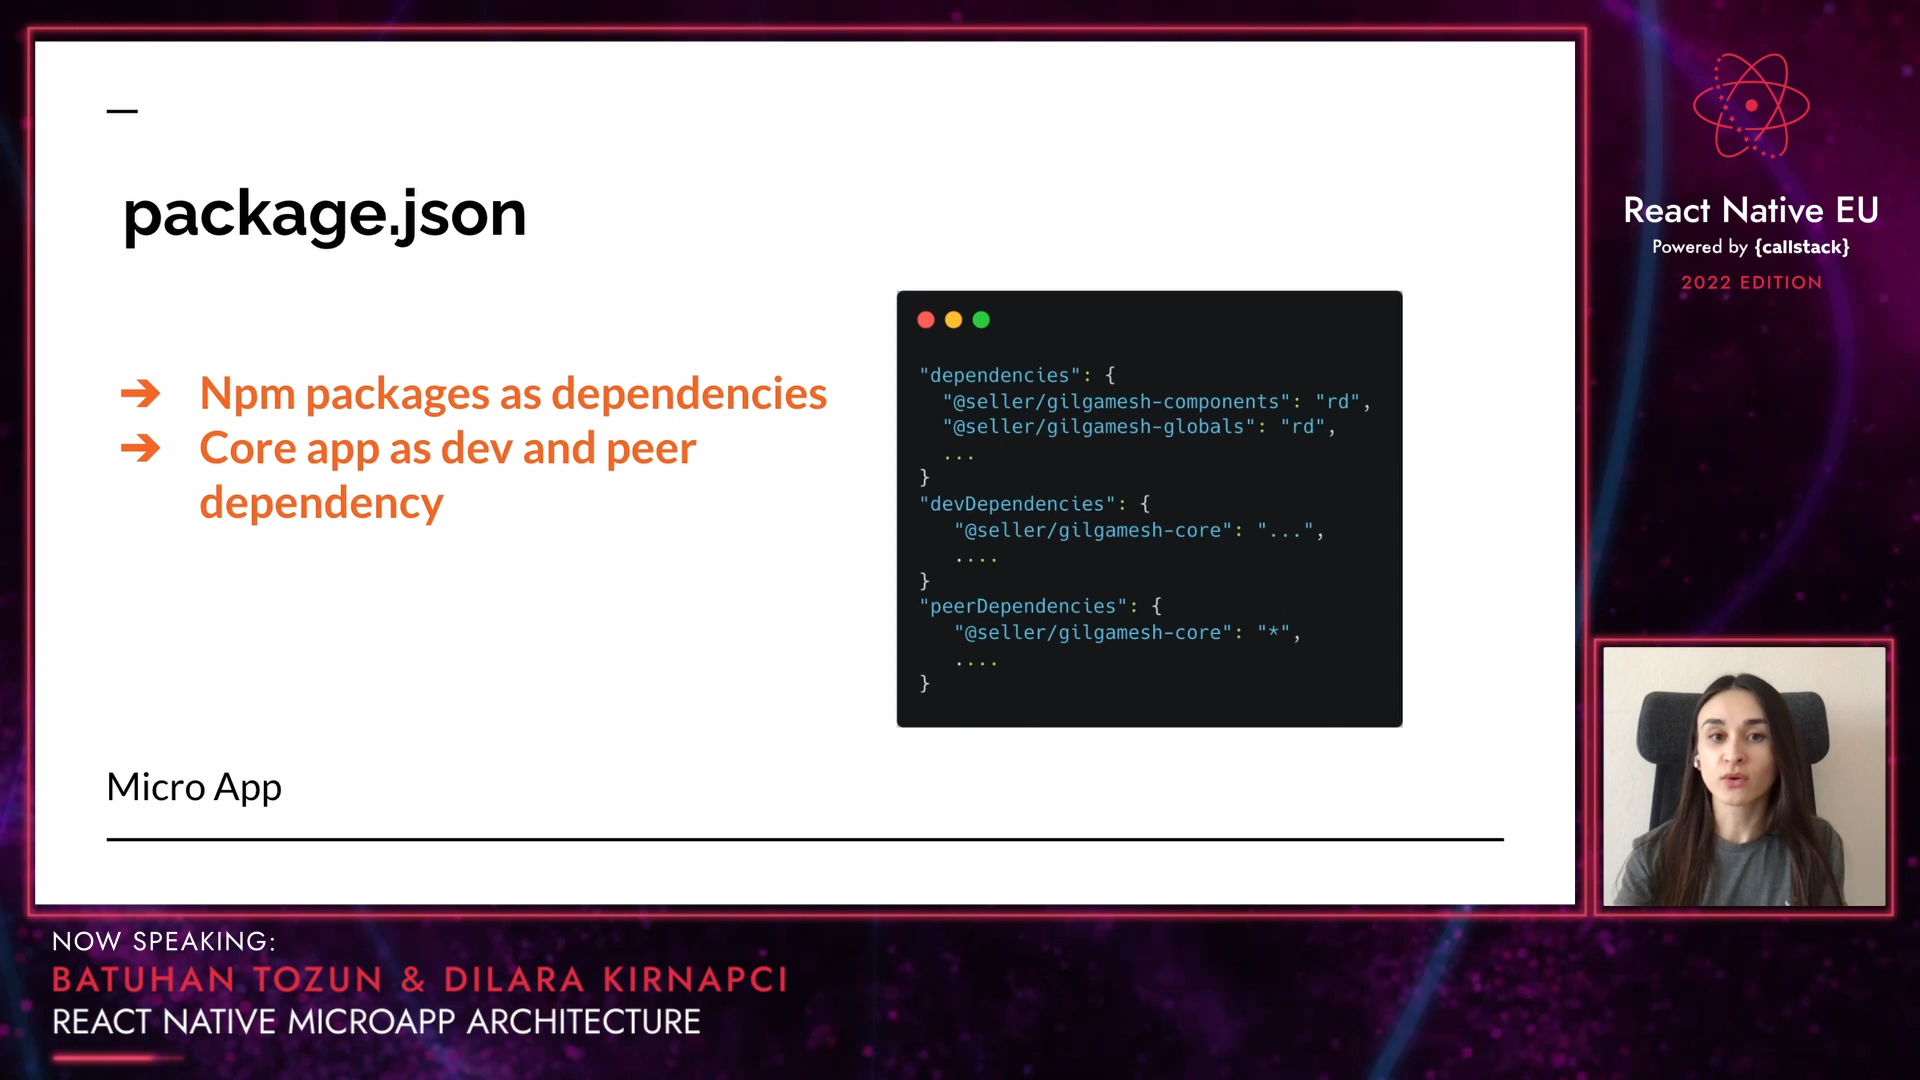 package.json
➔ Npm packages as dependencies
➔ Core app as dev and peer
dependency
"dependencies": {
"@seller/gilgamesh-components": "rd",
"@seller/gilgamesh-globals": "rd",
...
}
"devDependencies": {
"@seller/gilgamesh-core": "...",
....
}
"peerDependencies": {
"@seller/gilgamesh-core": "*",
....
}
Micro App
React Native EU
Powered by {callstack}
2022 EDITION
NOW SPEAKING:
BATUHAN TOZUN & DILARA KIRNAPCI
REACT NATIVE MICROAPP ARCHITECTURE